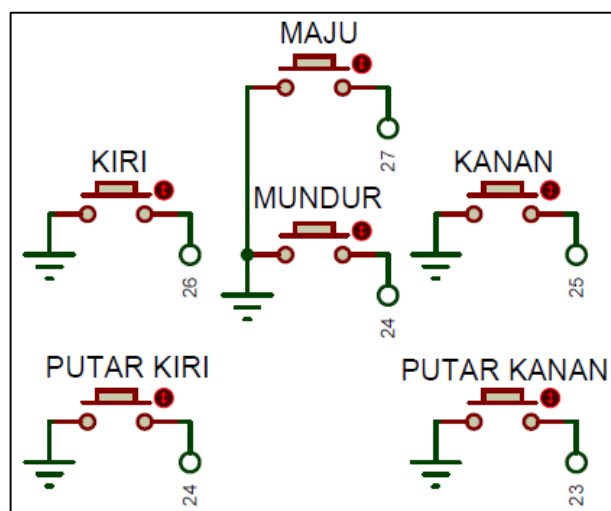 MAJU
27
KIRI
26
MUNDUR
24
KANAN
25
PUTAR KIRI
24
PUTAR KANAN
23